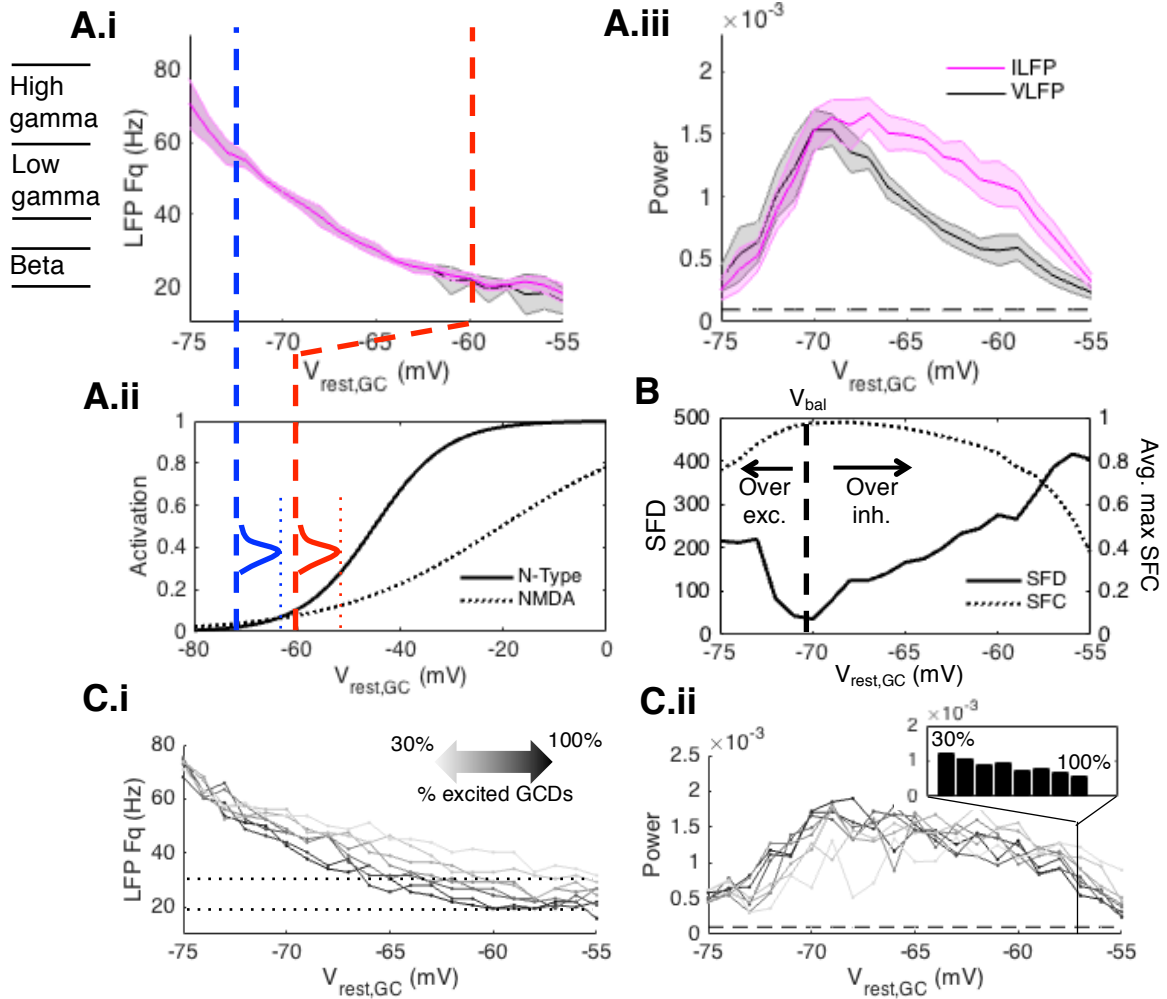 A.i
High
gamma
Low
gamma
Beta
LFP Fq (Hz)
80
60
40
20
-75
-70
-65
-60
-55
V_rest,GC (mV)
A.iii
×10^-3
2
1.5
1
0.5
0
Power
ILFP
VLFP
-75
-70
-65
-60
-55
V_rest,GC (mV)
A.ii
Activation
1
0.8
0.6
0.4
0.2
0
N-Type
NMDA
-80
-60
-40
-20
0
V_rest,GC (mV)
B
V_bal
SFD
500
400
300
200
100
0
Over
exc.
Over
inh.
SFD
SFC
1
0.8
0.6
0.4
0.2
0
Avg. max SFC
-75
-70
-65
-60
-55
V_rest,GC (mV)
C.i
LFP Fq (Hz)
80
60
40
20
30%
100%
% excited GCDs
-75
-70
-65
-60
-55
V_rest,GC (mV)
C.ii
×10^-3
2.5
2
1.5
1
0.5
0
Power
×10^-3
2
1
0
30%
100%
-75
-70
-65
-60
-55
V_rest,GC (mV)